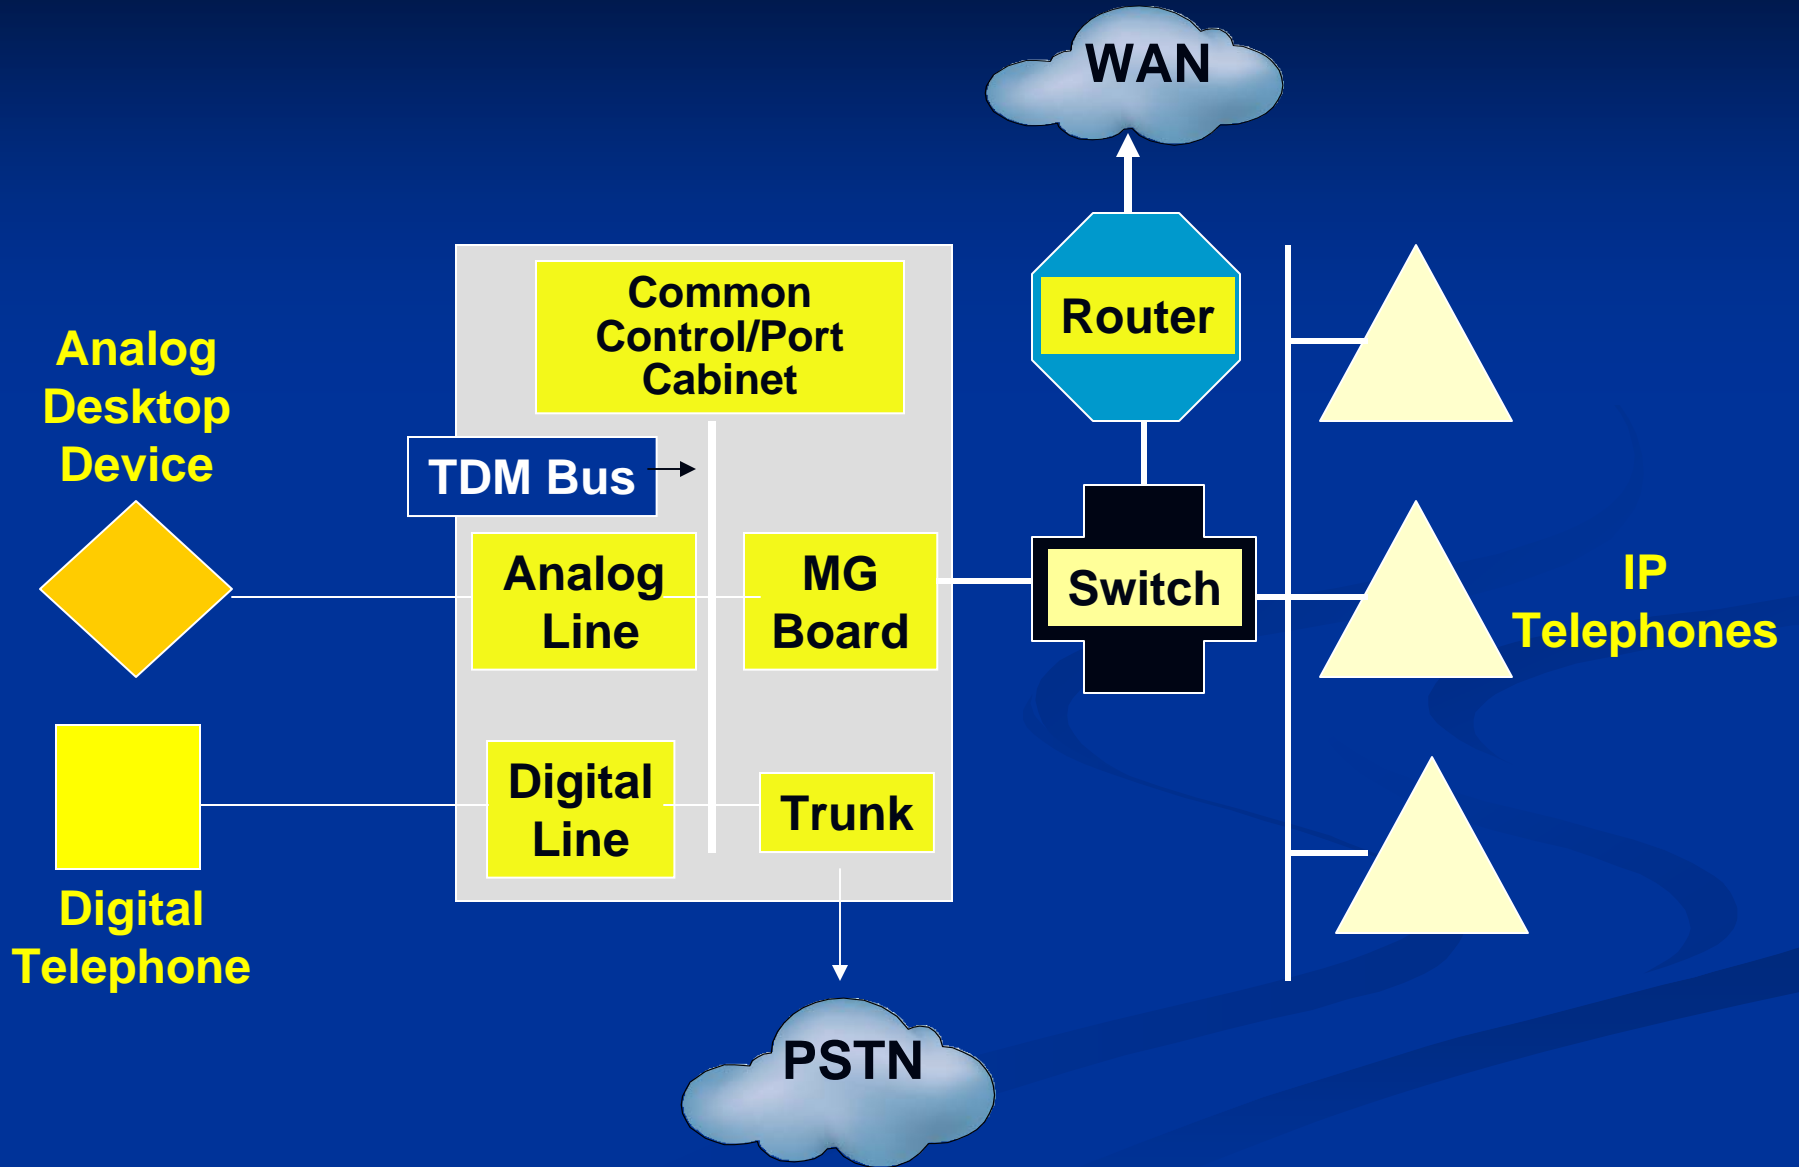 WAN
Common
Control/Port
Cabinet
Router
Analog
Desktop
Device
TDM Bus
Analog
Line
MG
Board
Switch
IP
Telephones
Digital
Line
Trunk
Digital
Telephone
PSTN